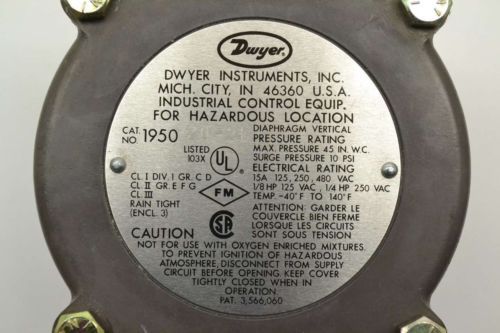 Dwyer®
DWYER INSTRUMENTS, INC.
MICH. CITY, IN 46360 U.S.A.
INDUSTRIAL CONTROL EQUIP.
FOR HAZARDOUS LOCATION
CAT. NO. 1950
DIAPHRAGM VERTICAL
PRESSURE RATING
MAX. PRESSURE 45 IN. W.C.
SURGE PRESSURE 10 PSI
ELECTRICAL RATING
15A 125, 250, 480 VAC
1/8 HP 125 VAC, 1/4 HP 250 VAC
TEMP. -40°F TO 140°F
LISTED
103X
UL
CL I DIV. I GR. C D
CL II GR. E F G
CL III
RAIN TIGHT
(ENCL. 3)
FM
SA
ATTENTION: GARDER LE
COUVERCLE BIEN FERME
LORSQUE LES CIRCUITS
SONT SOUS TENSION
CAUTION
NOT FOR USE WITH OXYGEN ENRICHED MIXTURES.
TO PREVENT IGNITION OF HAZARDOUS
ATMOSPHERE, DISCONNECT FROM SUPPLY
CIRCUIT BEFORE OPENING. KEEP COVER
TIGHTLY CLOSED WHEN IN
OPERATION.
PAT. 3,566,060